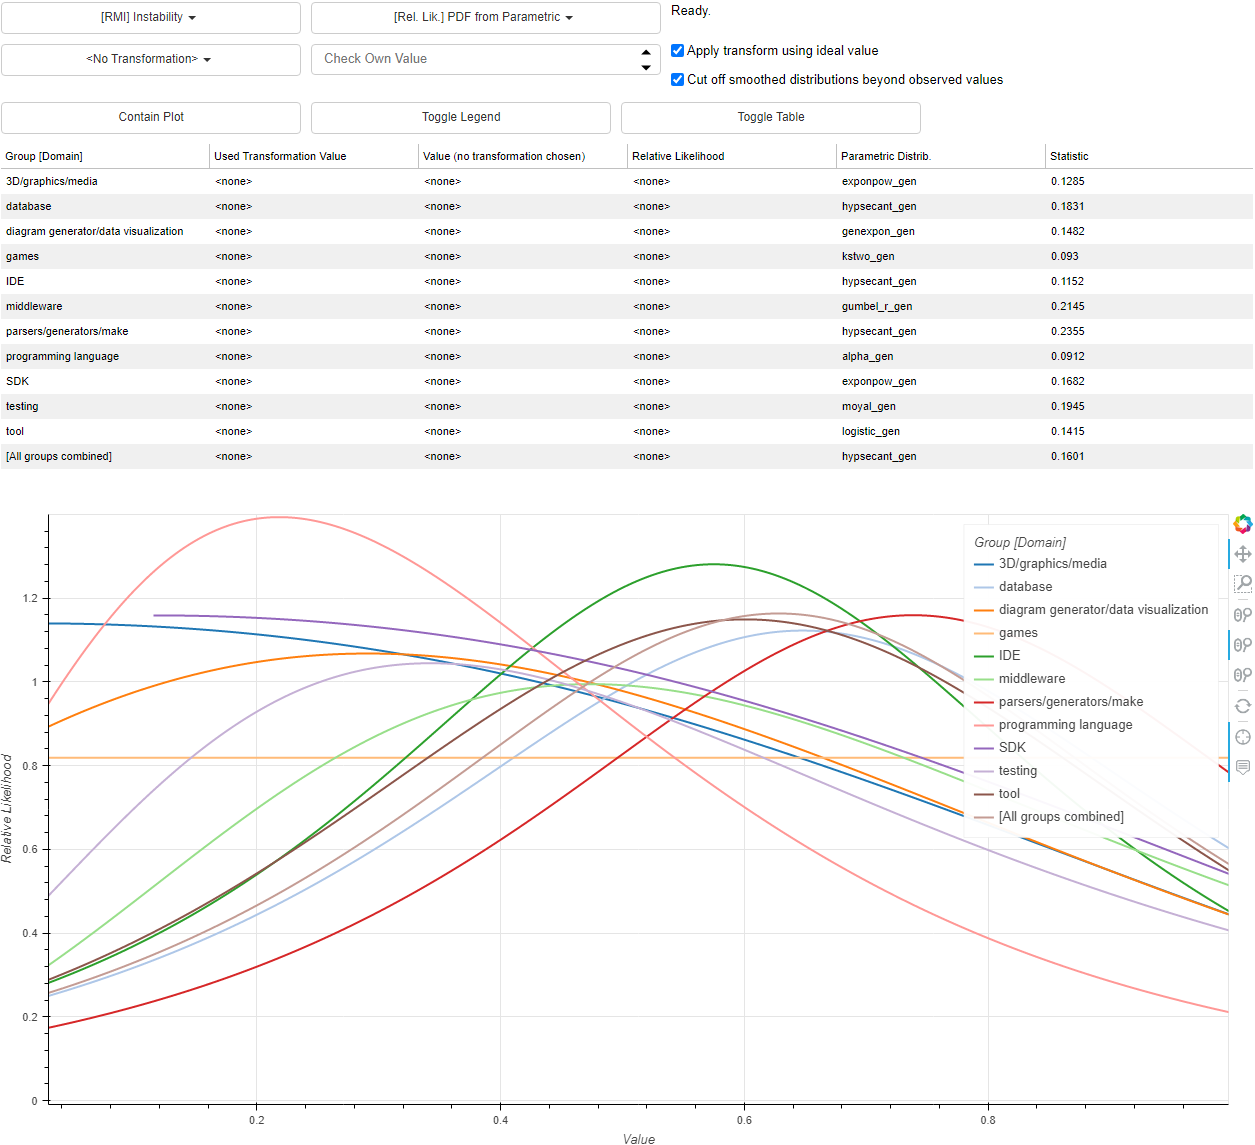 [RMI] Instability
[Rel. Lik.] PDF from Parametric
Ready.
<No Transformation>
Check Own Value
Apply transform using ideal value
Cut off smoothed distributions beyond observed values
Contain Plot
Toggle Legend
Toggle Table
Group [Domain] Used Transformation Value Value (no transformation chosen) Relative Likelihood Parametric Distrib. Statistic
3D/graphics/media <none> <none> <none> exponpow_gen 0.1285
database <none> <none> <none> hypsecant_gen 0.1831
diagram generator/data visualization <none> <none> <none> genexpon_gen 0.1482
games <none> <none> <none> kstwo_gen 0.093
IDE <none> <none> <none> hypsecant_gen 0.1152
middleware <none> <none> <none> gumbel_r_gen 0.2145
parsers/generators/make <none> <none> <none> hypsecant_gen 0.2355
programming language <none> <none> <none> alpha_gen 0.0912
SDK <none> <none> <none> exponpow_gen 0.1682
testing <none> <none> <none> moyal_gen 0.1945
tool <none> <none> <none> logistic_gen 0.1415
[All groups combined] <none> <none> <none> hypsecant_gen 0.1601
Group [Domain]
3D/graphics/media
database
diagram generator/data visualization
games
IDE
middleware
parsers/generators/make
programming language
SDK
testing
tool
[All groups combined]
Relative Likelihood
1.2
1
0.8
0.6
0.4
0.2
0
0.2
0.4
0.6
0.8
Value